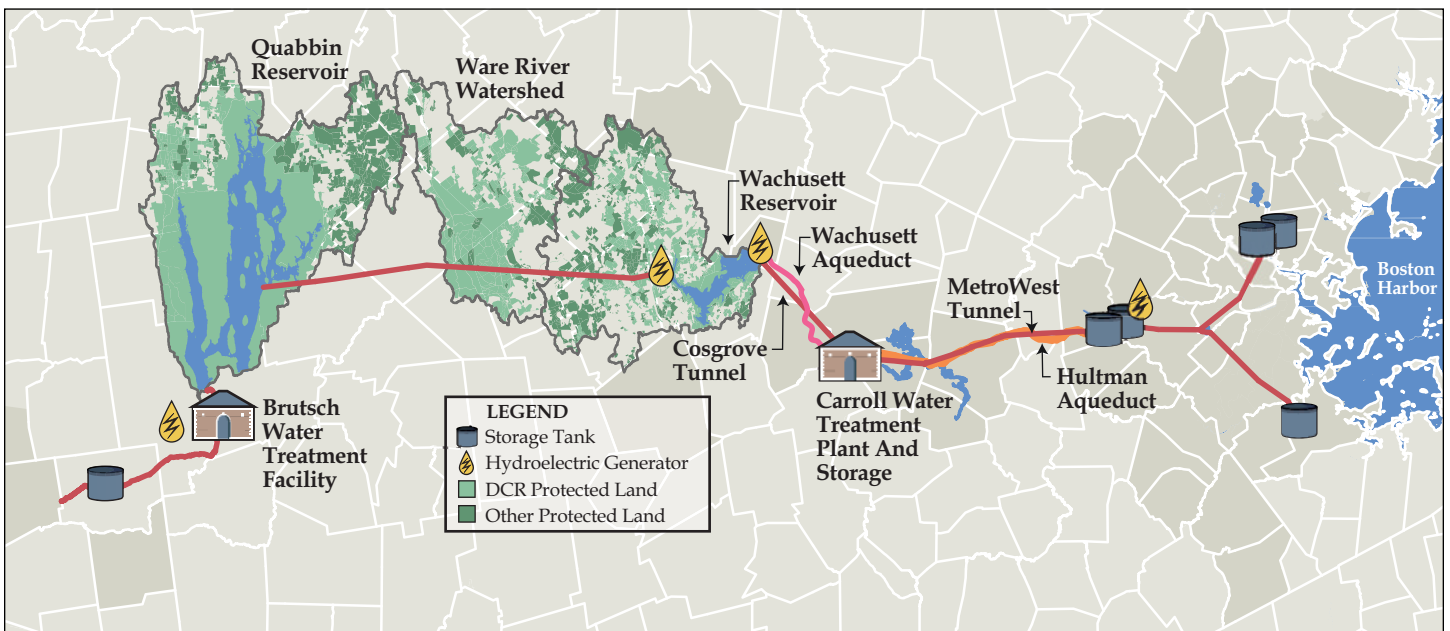 Quabbin
Reservoir
Ware River
Watershed
Wachusett
Reservoir
Wachusett
Aqueduct
Boston
Harbor
MetroWest
Tunnel
Cosgrove
Tunnel
Hultman
Aqueduct
Carroll Water
Treatment
Plant And
Storage
Brutsch
Water
Treatment
Facility
LEGEND
Storage Tank
Hydroelectric Generator
DCR Protected Land
Other Protected Land